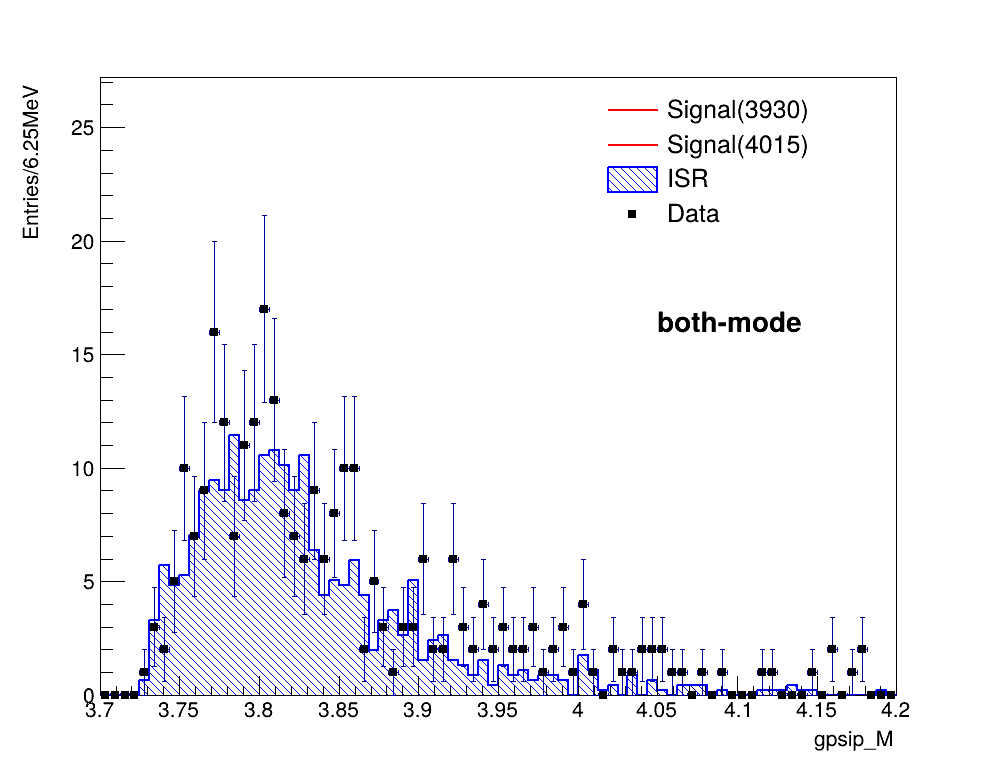 Entries/6.25MeV
25
20
15
10
5
0
Signal(3930)
Signal(4015)
ISR
Data
both-mode
3.7 3.75 3.8 3.85 3.9 3.95 4 4.05 4.1 4.15 4.2
gpsip_M